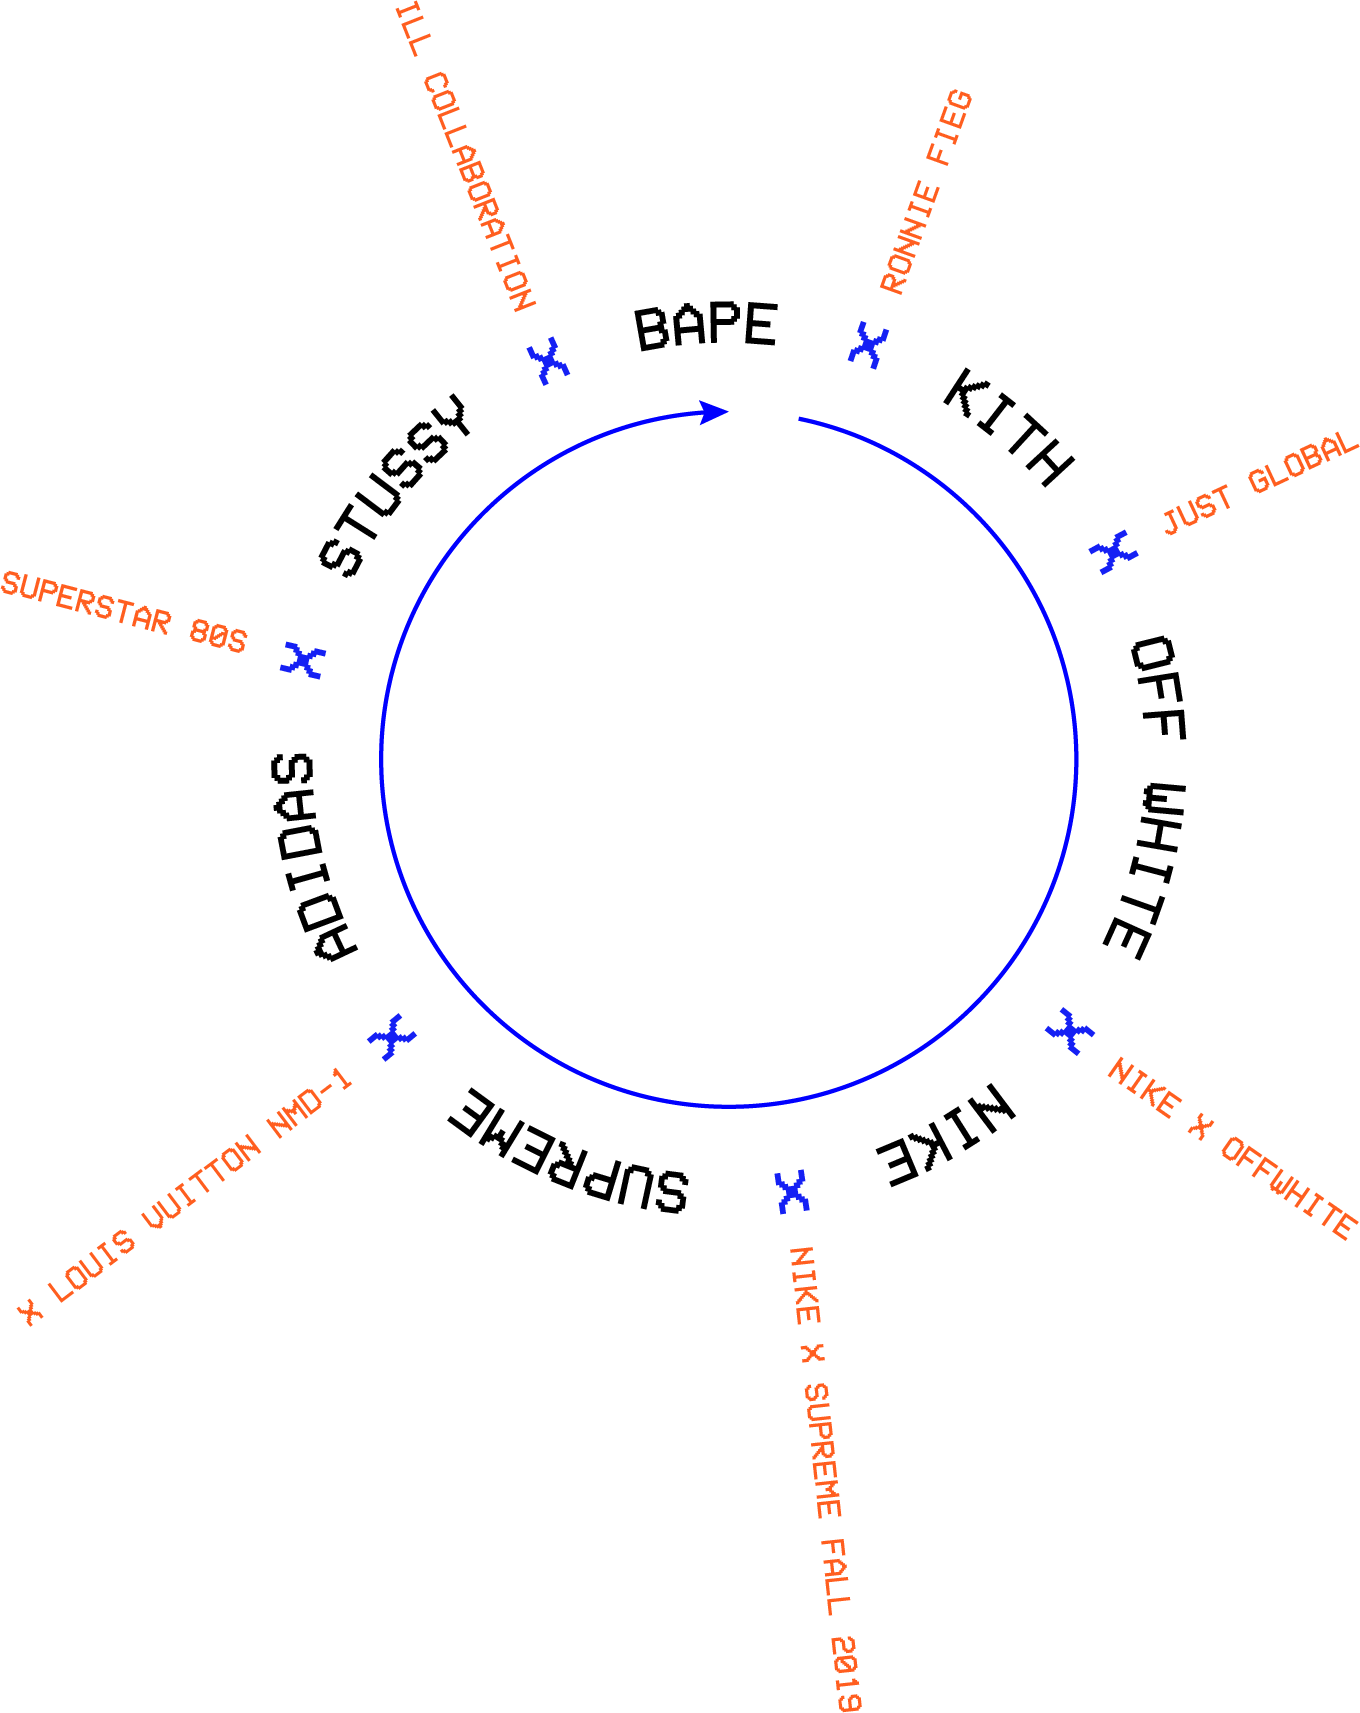 BAPE
X
RONNIE FIEG
KITH
X
JUST GLOBAL
OFF WHITE
X
NIKE X OFFWHITE
NIKE
X
NIKE X SUPREME FALL 2019
SUPREME
X
X LOUIS VUITTON NMD-1
ADIDAS
X
SUPERSTAR 80S
STUSSY
X
ILL COLLABORATION